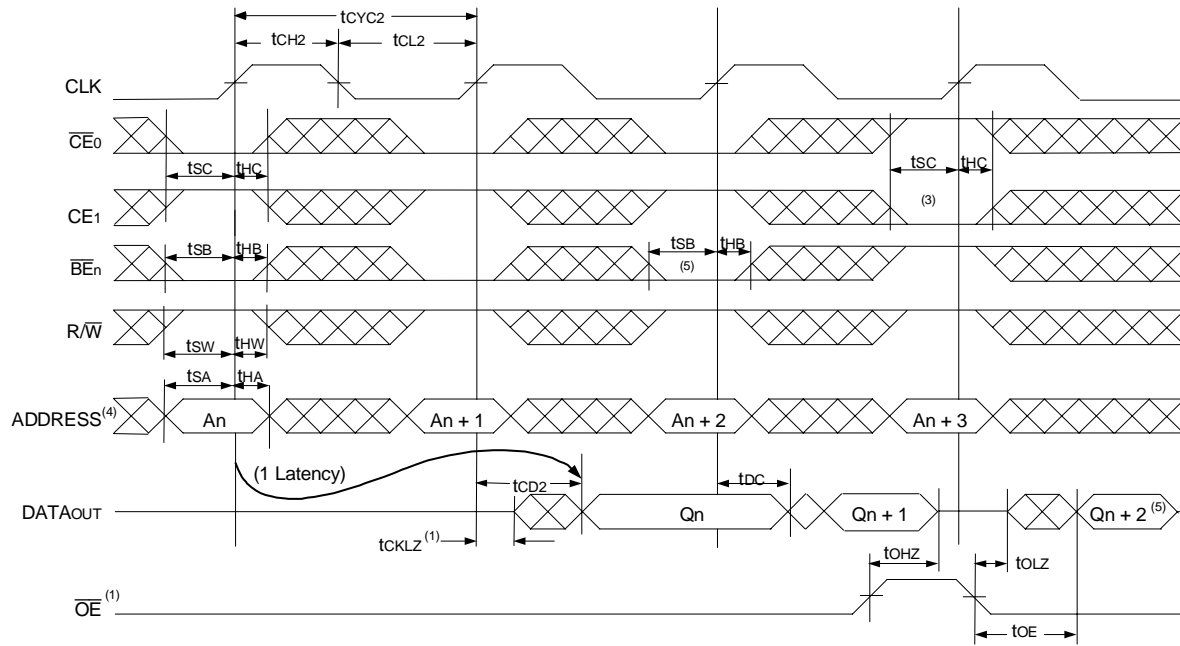 tCYC2
tCH2 tCL2
CLK
CE0
tSC tHC tSC tHC
CE1 (3)
tSB tHB tSB tHB
BEn (5)
R/W
tSW tHW
tSA tHA
ADDRESS(4) An An + 1 An + 2 An + 3
(1 Latency) tCD2 tDC
DATAOUT Qn Qn + 1 Qn + 2 (5)
tCKLZ(1) tOHZ tOLZ
OE (1)
tOE